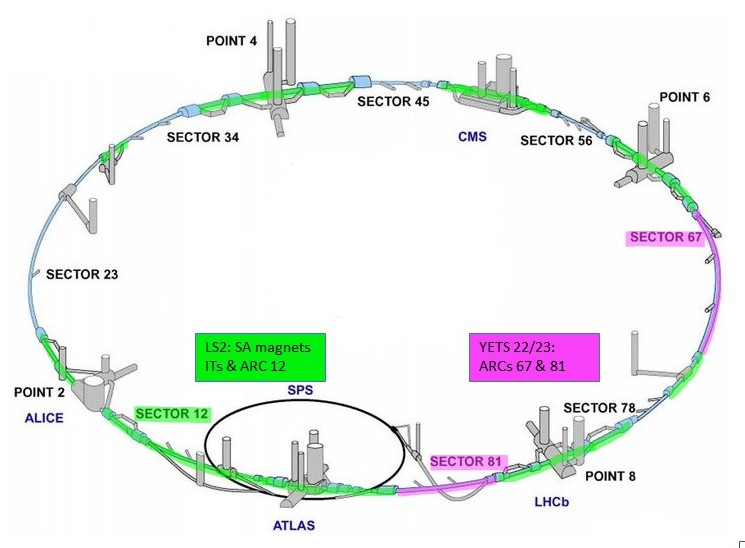 POINT 4
SECTOR 45
SECTOR 34
CMS
POINT 6
SECTOR 56
SECTOR 67
SECTOR 23
LS2: SA magnets
ITs & ARC 12
YETS 22/23:
ARCs 67 & 81
SPS
POINT 2
ALICE
SECTOR 12
SECTOR 78
SECTOR 81
POINT 8
LHCb
ATLAS